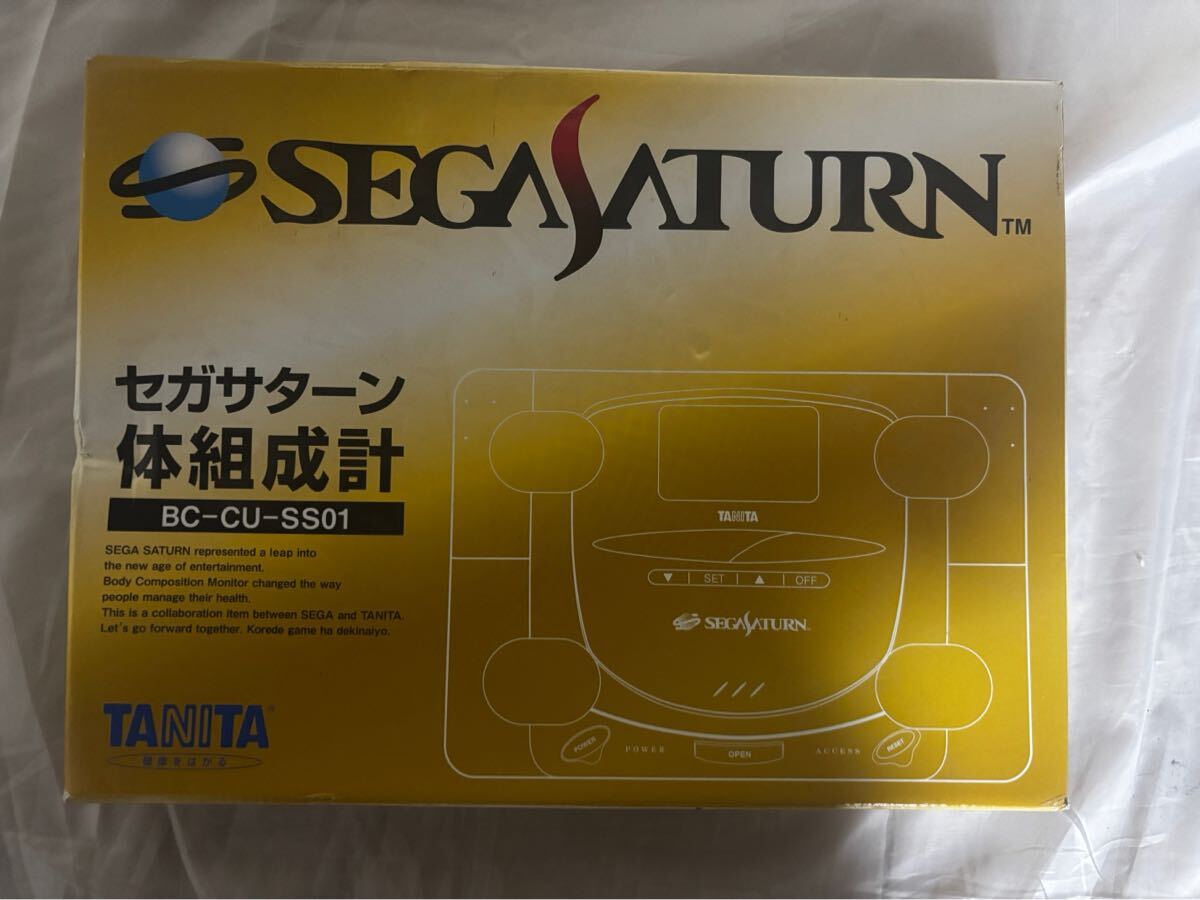 SEGA SATURN™
セガサターン
体組成計
BC-CU-SS01
SEGA SATURN represented a leap into
the new age of entertainment.
Body Composition Monitor changed the way
people manage their health.
This is a collaboration item between SEGA and TANITA.
Let's go forward together. Korede game ha dekinaiyo.
TANITA®
健康をはかる
TANITA
▼ SET ▲ OFF
SEGA SATURN
POWER POWER OPEN ACCESS RESET